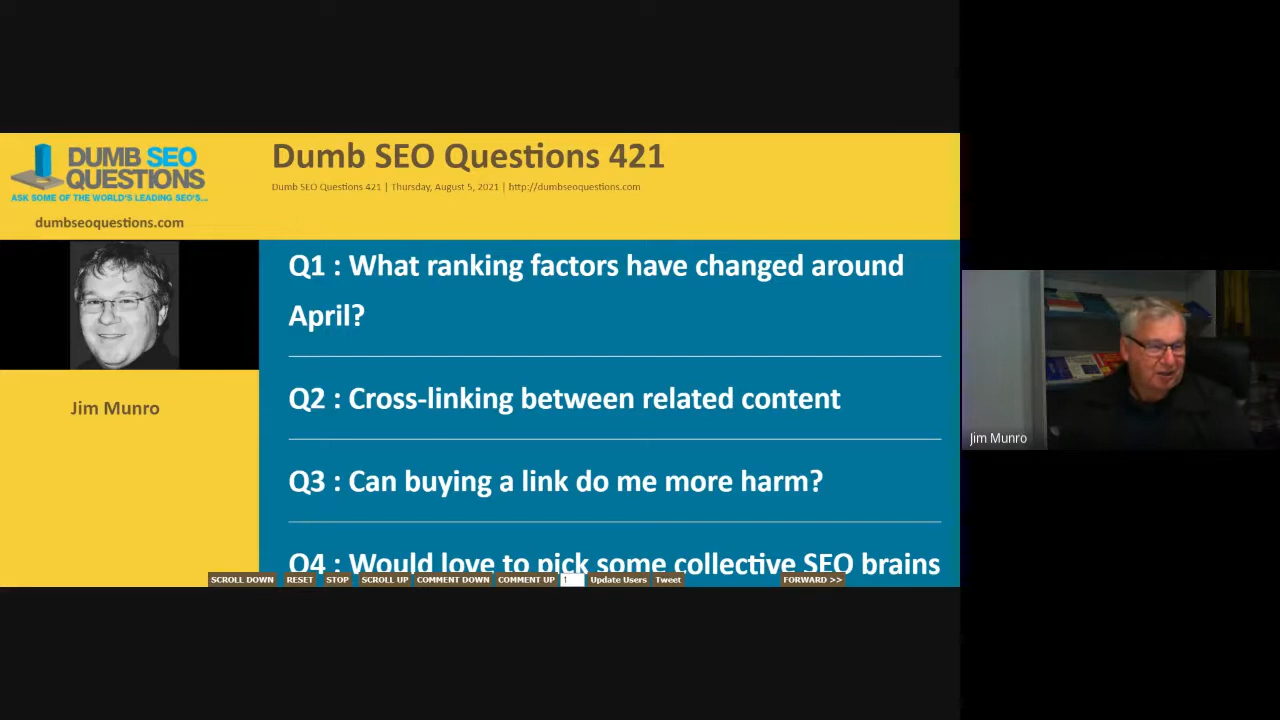 DUMB SEO
QUESTIONS
ASK SOME OF THE WORLD'S LEADING SEO'S...
dumbseoquestions.com
Dumb SEO Questions 421
Dumb SEO Questions 421 | Thursday, August 5, 2021 | http://dumbseoquestions.com
Jim Munro
Q1 : What ranking factors have changed around
April?
Q2 : Cross-linking between related content
Q3 : Can buying a link do me more harm?
Q4 : Would love to pick some collective SEO brains
SCROLL DOWN RESET STOP SCROLL UP COMMENT DOWN COMMENT UP 1 Update Users Tweet FORWARD >>
Jim Munro